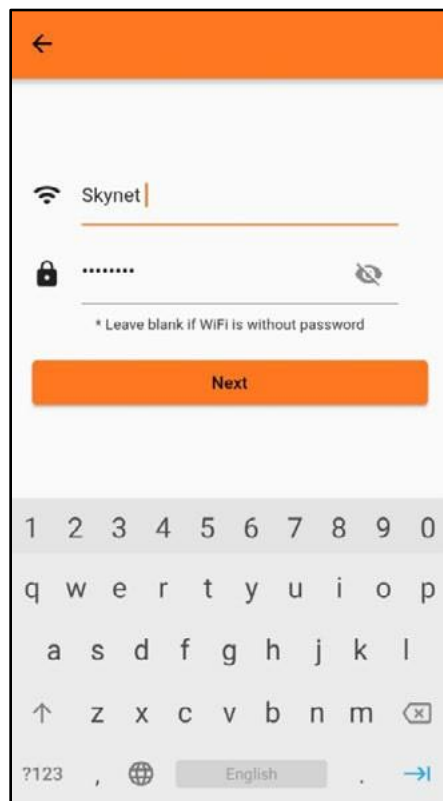 Skynet
••••••••
* Leave blank if WiFi is without password
Next
1 2 3 4 5 6 7 8 9 0
q w e r t y u i o p
a s d f g h j k l
z x c v b n m
?123 , English .